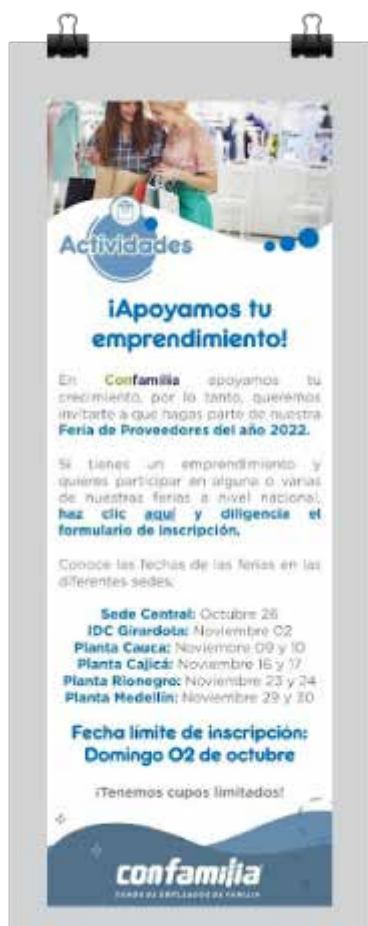 Actividades
¡Apoyamos tu
emprendimiento!
En Confamilia apoyamos tu
crecimiento, por lo tanto, queremos
invitarte a que hagas parte de nuestra
Feria de Proveedores del año 2022.
Si tienes un emprendimiento y
quieres participar en alguna o varias
de nuestras ferias a nivel nacional,
haz clic aquí y diligencia el
formulario de inscripción.
Conoce las fechas de las ferias en las
diferentes sedes:
Sede Central: Octubre 26
IDC Girardota: Noviembre 02
Planta Cauca: Noviembre 09 y 10
Planta Cajicá: Noviembre 16 y 17
Planta Rionegro: Noviembre 23 y 24
Planta Medellín: Noviembre 29 y 30
Fecha límite de inscripción:
Domingo 02 de octubre
¡Tenemos cupos limitados!
confamilia
FONDO DE EMPLEADOS DE FAMILIA